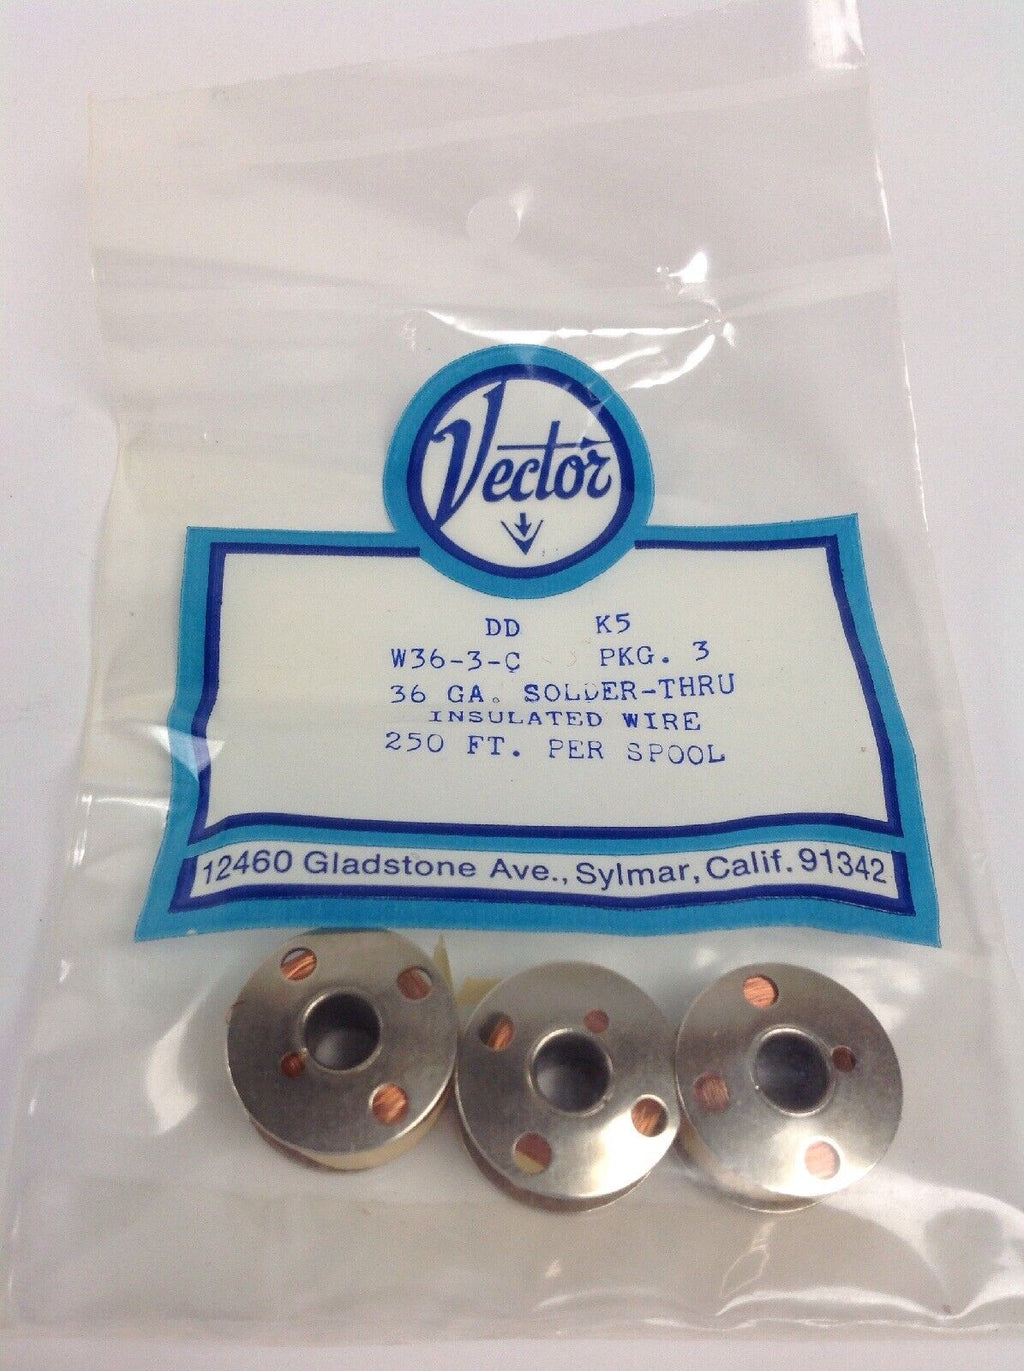 Vector
DD K5
W36-3-C PKG. 3
36 GA. SOLDER-THRU
INSULATED WIRE
250 FT. PER SPOOL
12460 Gladstone Ave., Sylmar, Calif. 91342